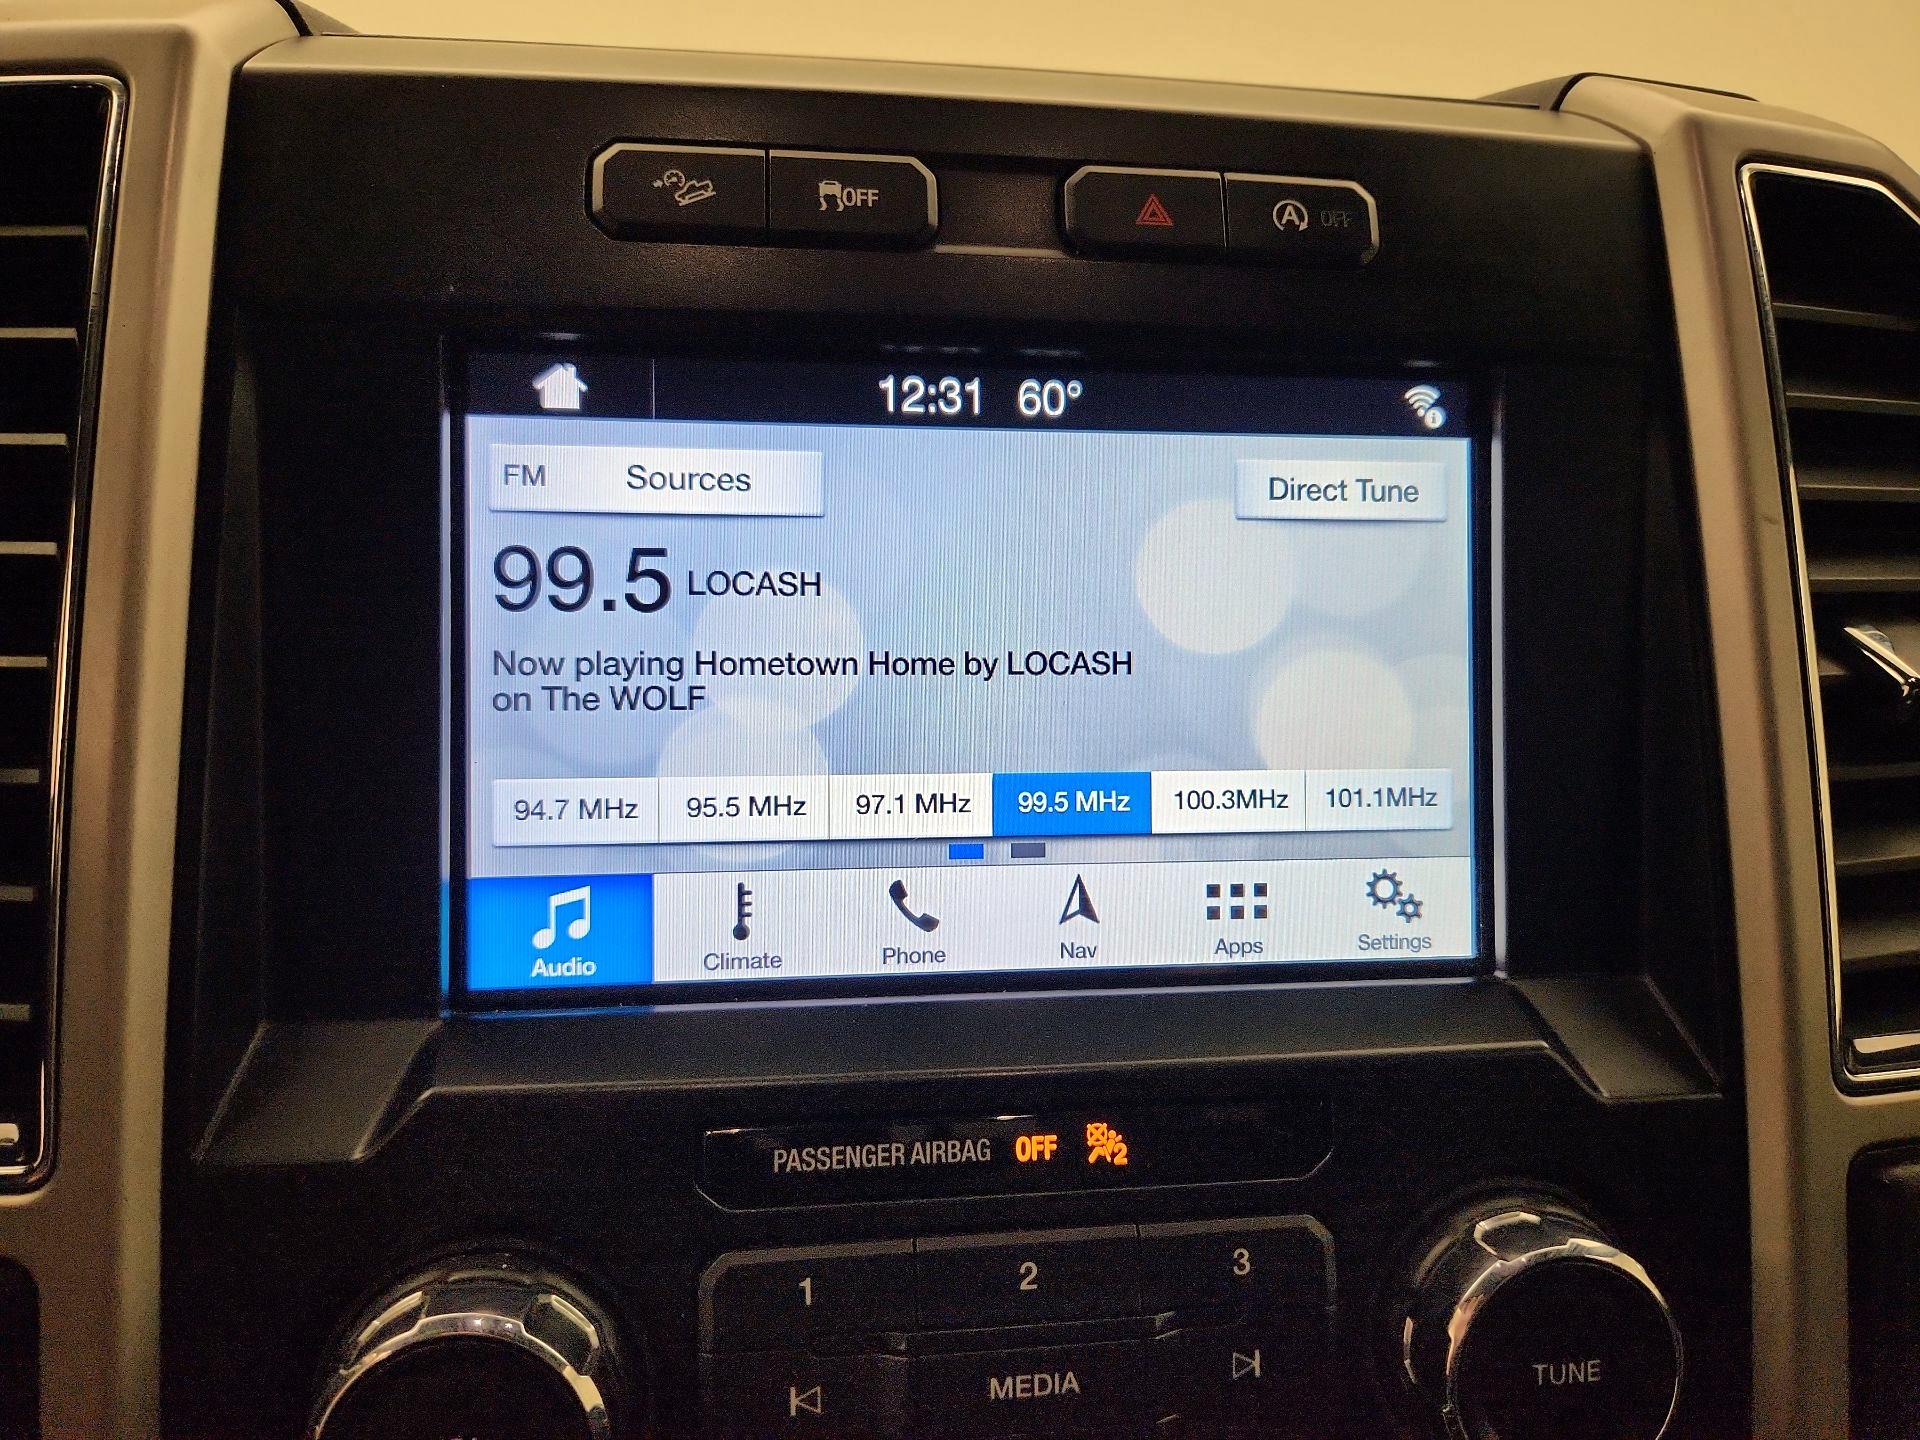 OFF
OFF
12:31 60°
FM Sources
Direct Tune
99.5 LOCASH
Now playing Hometown Home by LOCASH
on The WOLF
94.7 MHz 95.5 MHz 97.1 MHz 99.5 MHz 100.3MHz 101.1MHz
Audio Climate Phone Nav Apps Settings
PASSENGER AIRBAG OFF 2
1 2 3
MEDIA
TUNE